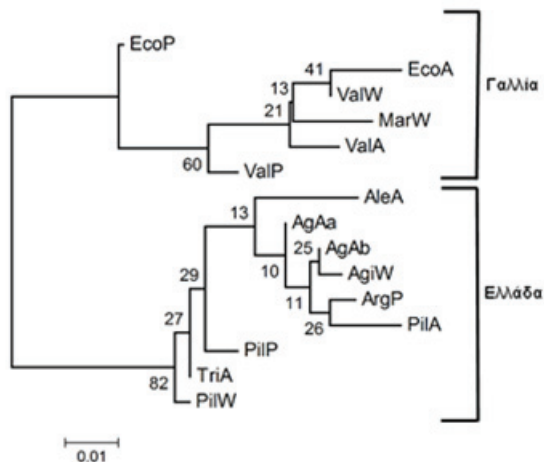 EcoP
41
EcoA
13
ValW
21
MarW
ValA
60
ValP
Γαλλία
13
AleA
AgAa
25
AgAb
10
AgiW
29
11
ArgP
26
PilA
Ελλάδα
27
PilP
82
TriA
PilW
0.01